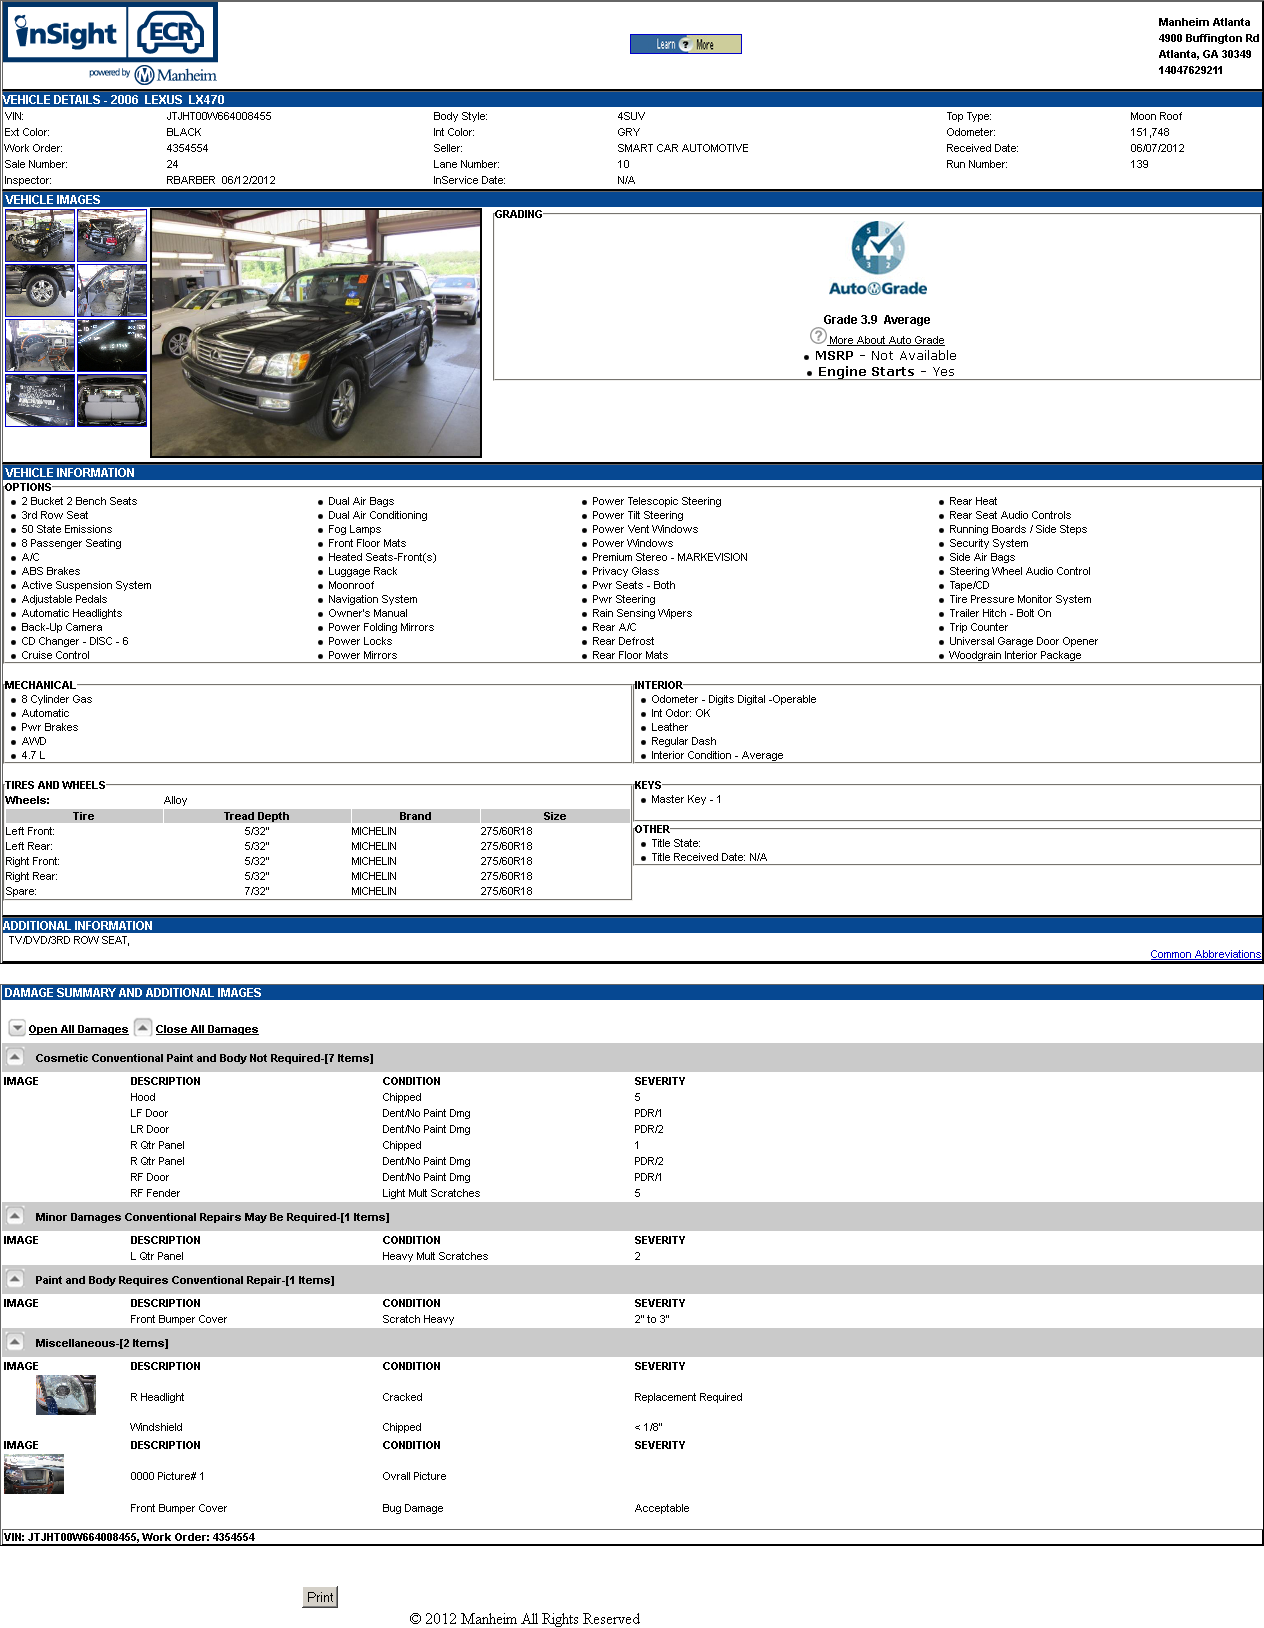 inSight ECR
powered by Manheim
Learn ? More
Manheim Atlanta
4900 Buffington Rd
Atlanta, GA 30349
14047629211
VEHICLE DETAILS - 2006 LEXUS LX470
VIN: JTJHT00W664008455 Body Style: 4SUV Top Type: Moon Roof
Ext Color: BLACK Int Color: GRY Odometer: 151,748
Work Order: 4354554 Seller: SMART CAR AUTOMOTIVE Received Date: 06/07/2012
Sale Number: 24 Lane Number: 10 Run Number: 139
Inspector: RBARBER 06/12/2012 InService Date: N/A
VEHICLE IMAGES
GRADING
5 4 1 3 2
AutoGrade
Grade 3.9 Average
? More About Auto Grade
• MSRP - Not Available
• Engine Starts - Yes
VEHICLE INFORMATION
OPTIONS
• 2 Bucket 2 Bench Seats • Dual Air Bags • Power Telescopic Steering • Rear Heat
• 3rd Row Seat • Dual Air Conditioning • Power Tilt Steering • Rear Seat Audio Controls
• 50 State Emissions • Fog Lamps • Power Vent Windows • Running Boards / Side Steps
• 8 Passenger Seating • Front Floor Mats • Power Windows • Security System
• A/C • Heated Seats-Front(s) • Premium Stereo - MARKEVISION • Side Air Bags
• ABS Brakes • Luggage Rack • Privacy Glass • Steering Wheel Audio Control
• Active Suspension System • Moonroof • Pwr Seats - Both • Tape/CD
• Adjustable Pedals • Navigation System • Pwr Steering • Tire Pressure Monitor System
• Automatic Headlights • Owner's Manual • Rain Sensing Wipers • Trailer Hitch - Bolt On
• Back-Up Camera • Power Folding Mirrors • Rear A/C • Trip Counter
• CD Changer - DISC - 6 • Power Locks • Rear Defrost • Universal Garage Door Opener
• Cruise Control • Power Mirrors • Rear Floor Mats • Woodgrain Interior Package
MECHANICAL
• 8 Cylinder Gas
• Automatic
• Pwr Brakes
• AWD
• 4.7 L
INTERIOR
• Odometer - Digits Digital -Operable
• Int Odor: OK
• Leather
• Regular Dash
• Interior Condition - Average
TIRES AND WHEELS
Wheels: Alloy
Tire Tread Depth Brand Size
Left Front: 5/32" MICHELIN 275/60R18
Left Rear: 5/32" MICHELIN 275/60R18
Right Front: 5/32" MICHELIN 275/60R18
Right Rear: 5/32" MICHELIN 275/60R18
Spare: 7/32" MICHELIN 275/60R18
KEYS
• Master Key - 1
OTHER
• Title State:
• Title Received Date: N/A
ADDITIONAL INFORMATION
TV/DVD/3RD ROW SEAT,
Common Abbreviations
DAMAGE SUMMARY AND ADDITIONAL IMAGES
Open All Damages Close All Damages
Cosmetic Conventional Paint and Body Not Required-[7 Items]
IMAGE DESCRIPTION CONDITION SEVERITY
Hood Chipped 5
LF Door Dent/No Paint Dmg PDR/1
LR Door Dent/No Paint Dmg PDR/2
R Qtr Panel Chipped 1
R Qtr Panel Dent/No Paint Dmg PDR/2
RF Door Dent/No Paint Dmg PDR/1
RF Fender Light Mult Scratches 5
Minor Damages Conventional Repairs May Be Required-[1 Items]
IMAGE DESCRIPTION CONDITION SEVERITY
L Qtr Panel Heavy Mult Scratches 2
Paint and Body Requires Conventional Repair-[1 Items]
IMAGE DESCRIPTION CONDITION SEVERITY
Front Bumper Cover Scratch Heavy 2" to 3"
Miscellaneous-[2 Items]
IMAGE DESCRIPTION CONDITION SEVERITY
R Headlight Cracked Replacement Required
Windshield Chipped < 1/8"
IMAGE DESCRIPTION CONDITION SEVERITY
0000 Picture# 1 Ovrall Picture
Front Bumper Cover Bug Damage Acceptable
VIN: JTJHT00W664008455, Work Order: 4354554
Print
© 2012 Manheim All Rights Reserved